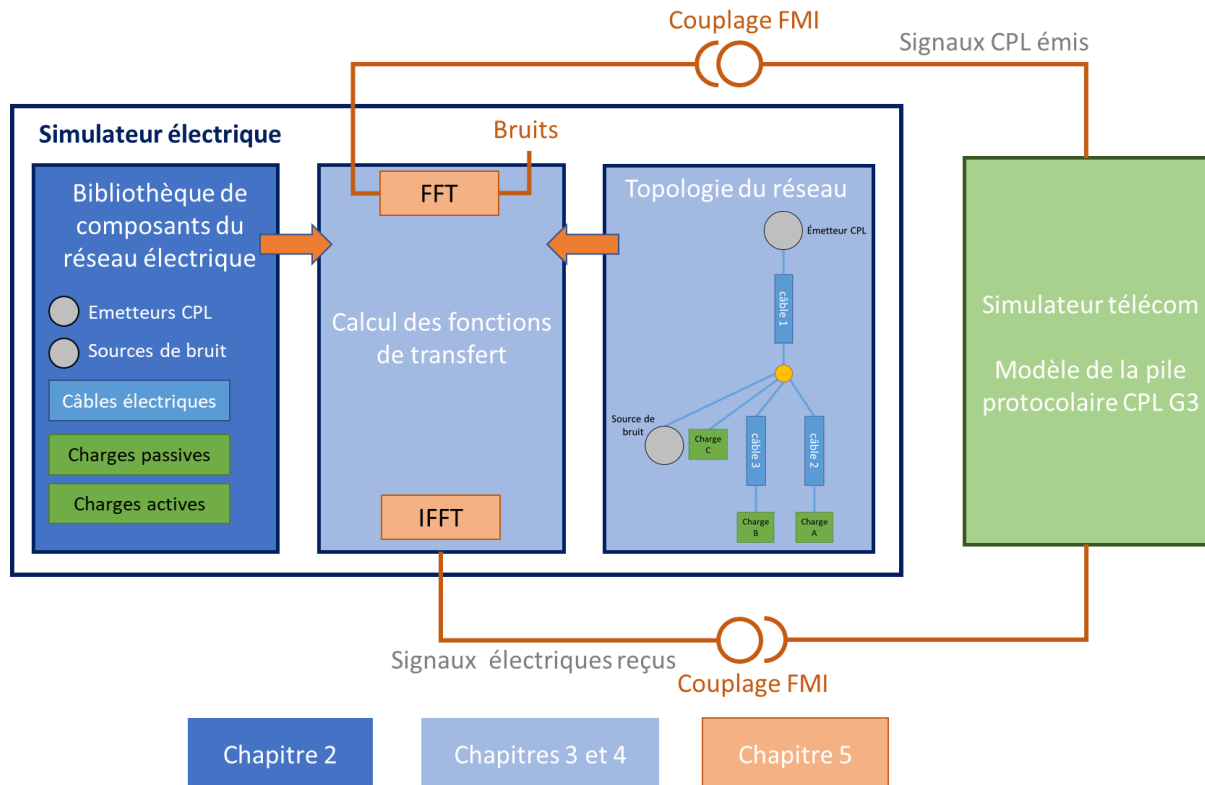 Couplage FMI
Signaux CPL émis
Simulateur électrique
Bruits
Bibliothèque de
composants du
réseau électrique
Emetteurs CPL
Sources de bruit
Câbles électriques
Charges passives
Charges actives
FFT
Calcul des fonctions
de transfert
IFFT
Topologie du réseau
Émetteur CPL
câble 1
Source de
bruit
Charge
C
câble 3
câble 2
Charge
B
Charge
A
Simulateur télécom
Modèle de la pile
protocolaire CPL G3
Signaux électriques reçus
Couplage FMI
Chapitre 2
Chapitres 3 et 4
Chapitre 5